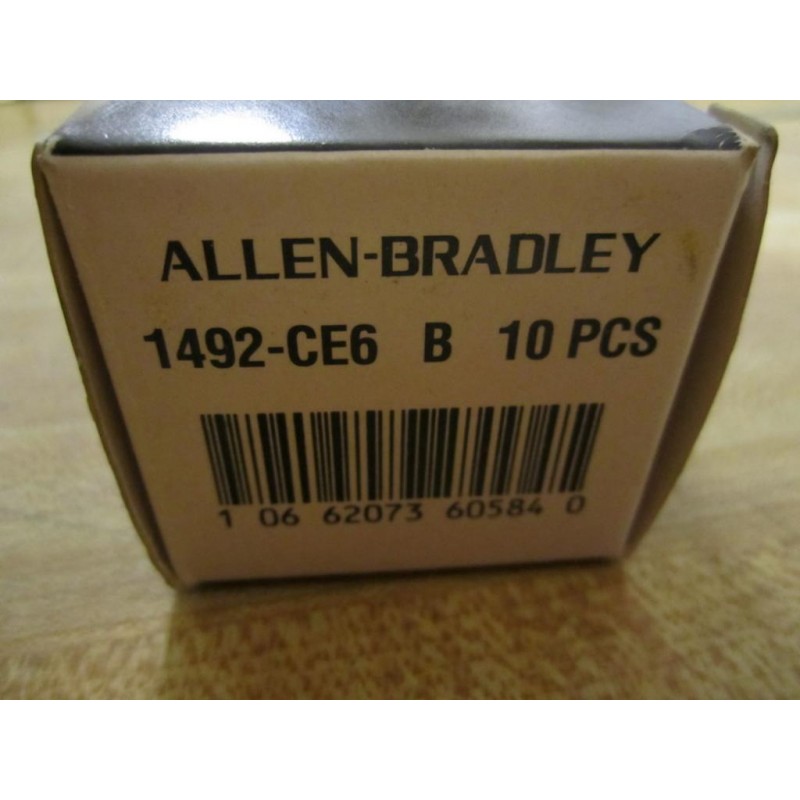 ALLEN-BRADLEY
1492-CE6 B 10 PCS
1 06 62073 60584 0